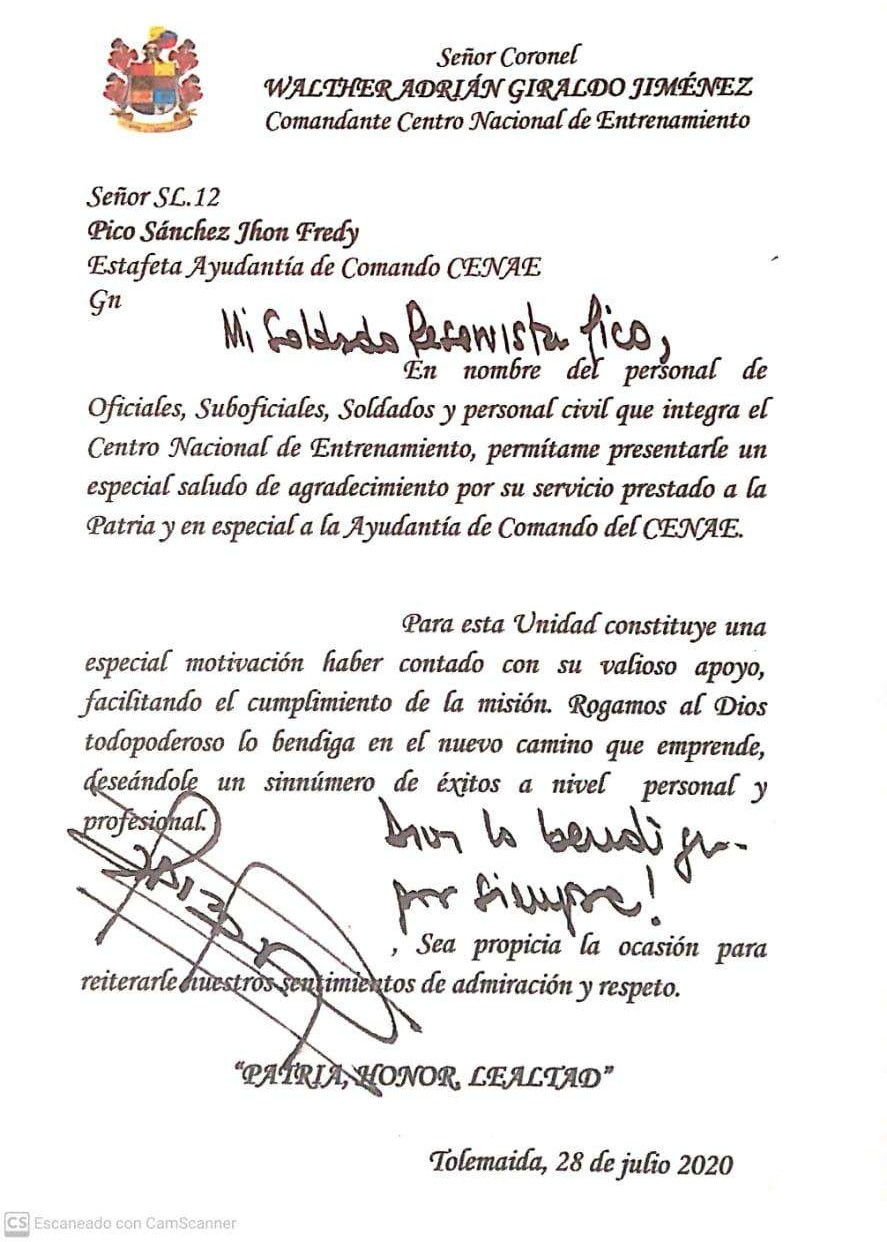 Señor Coronel
WALTHER ADRIÁN GIRALDO JIMÉNEZ
Comandante Centro Nacional de Entrenamiento
Señor SL.12
Pico Sánchez Jhon Fredy
Estafeta Ayudantía de Comando CENAE
Gn
Mi Soldado Reservista Pico,
En nombre del personal de
Oficiales, Suboficiales, Soldados y personal civil que integra el
Centro Nacional de Entrenamiento, permítame presentarle un
especial saludo de agradecimiento por su servicio prestado a la
Patria y en especial a la Ayudantía de Comando del CENAE.
Para esta Unidad constituye una
especial motivación haber contado con su valioso apoyo,
facilitando el cumplimiento de la misión. Rogamos al Dios
todopoderoso lo bendiga en el nuevo camino que emprende,
deseándole un sinnúmero de éxitos a nivel personal y
profesional.
Dios lo bendiga
por siempre!
, Sea propicia la ocasión para
reiterarle nuestros sentimientos de admiración y respeto.
"PATRIA, HONOR, LEALTAD"
Tolemaida, 28 de julio 2020
CS Escaneado con CamScanner